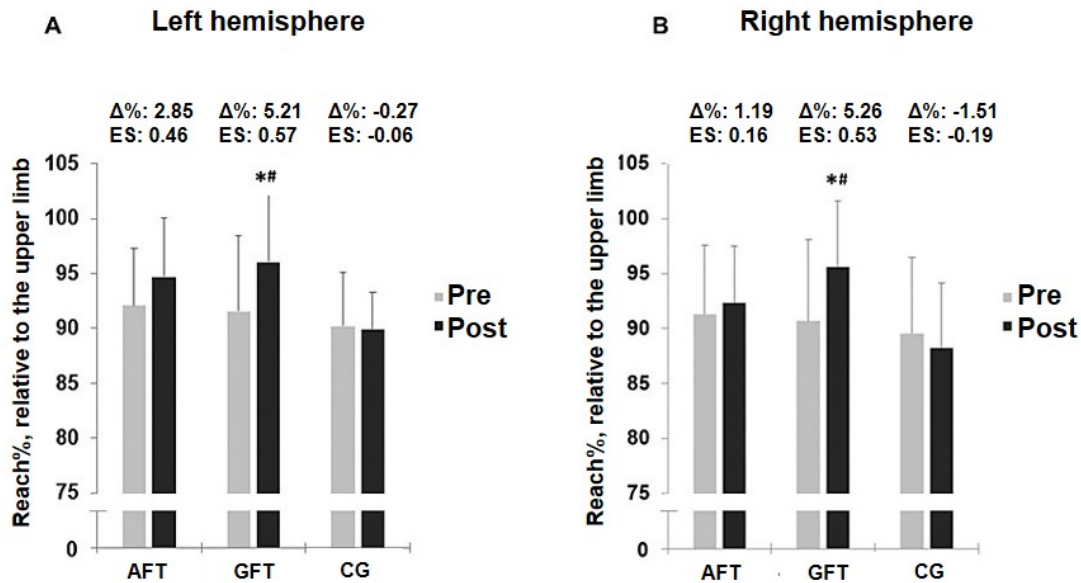 A Left hemisphere
Δ%: 2.85 Δ%: 5.21 Δ%: -0.27
ES: 0.46 ES: 0.57 ES: -0.06
Reach%, relative to the upper limb
105
100
95
90
85
80
75
0
*#
Pre
Post
AFT GFT CG
B Right hemisphere
Δ%: 1.19 Δ%: 5.26 Δ%: -1.51
ES: 0.16 ES: 0.53 ES: -0.19
Reach%, relative to the upper limb
105
100
95
90
85
80
75
0
*#
Pre
Post
AFT GFT CG